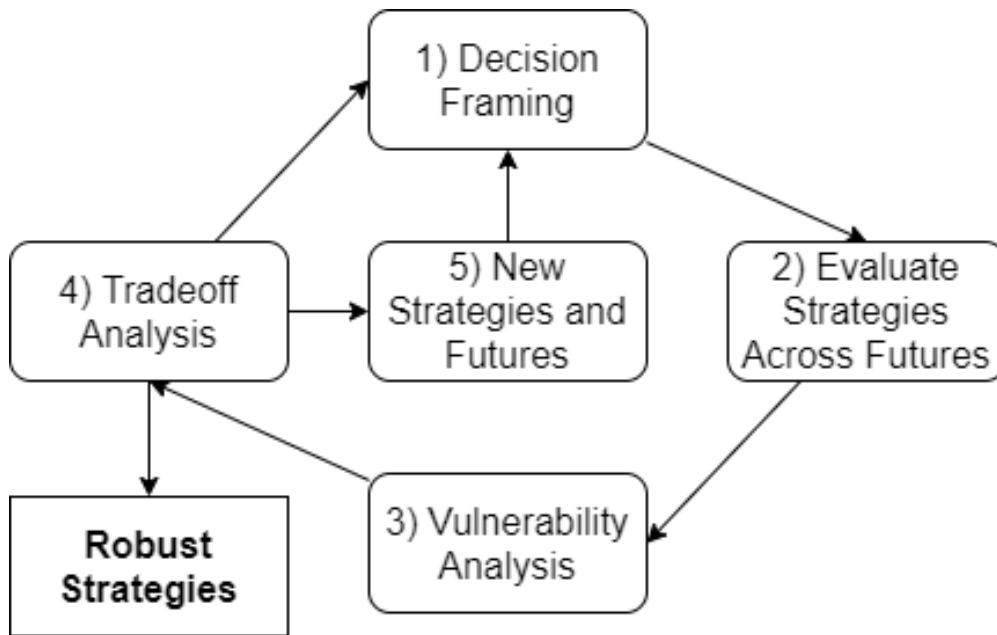 1) Decision
Framing
4) Tradeoff
Analysis
5) New
Strategies and
Futures
2) Evaluate
Strategies
Across Futures
3) Vulnerability
Analysis
Robust
Strategies